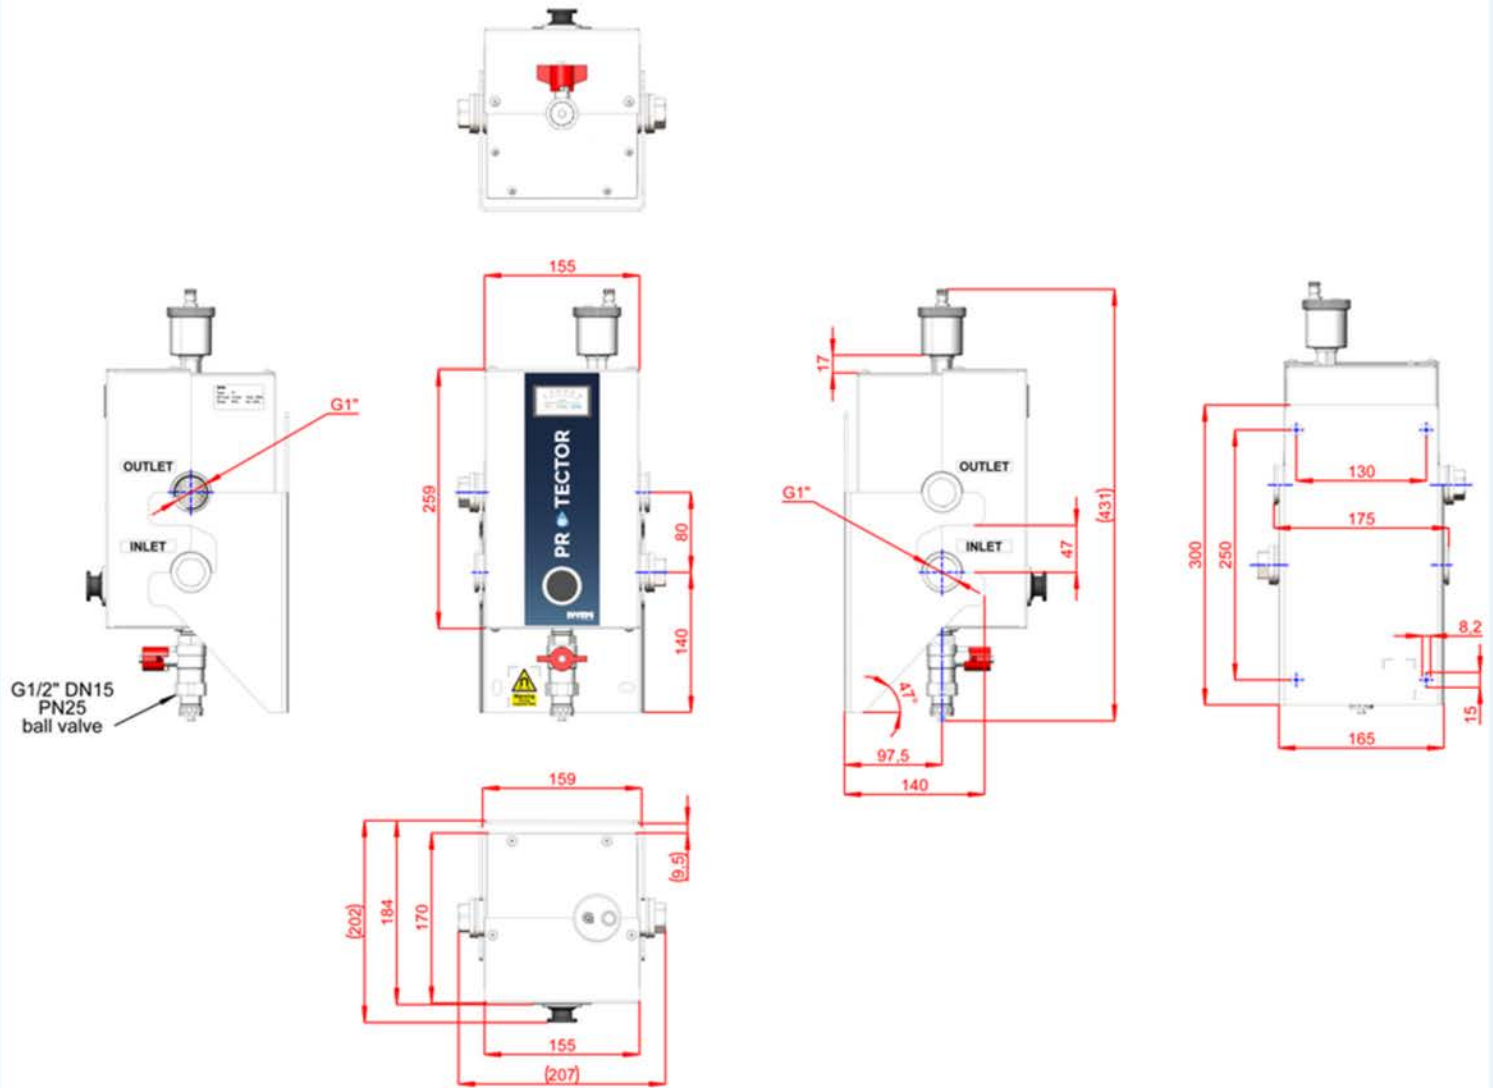 155
G1"
OUTLET
INLET
G1/2" DN15
PN25
ball valve
259
PROTECTOR
80
140
17
G1"
OUTLET
INLET
47
(431)
47°
97,5
140
300
250
130
175
8,2
15
165
159
(9,5)
(202)
184
170
155
(207)